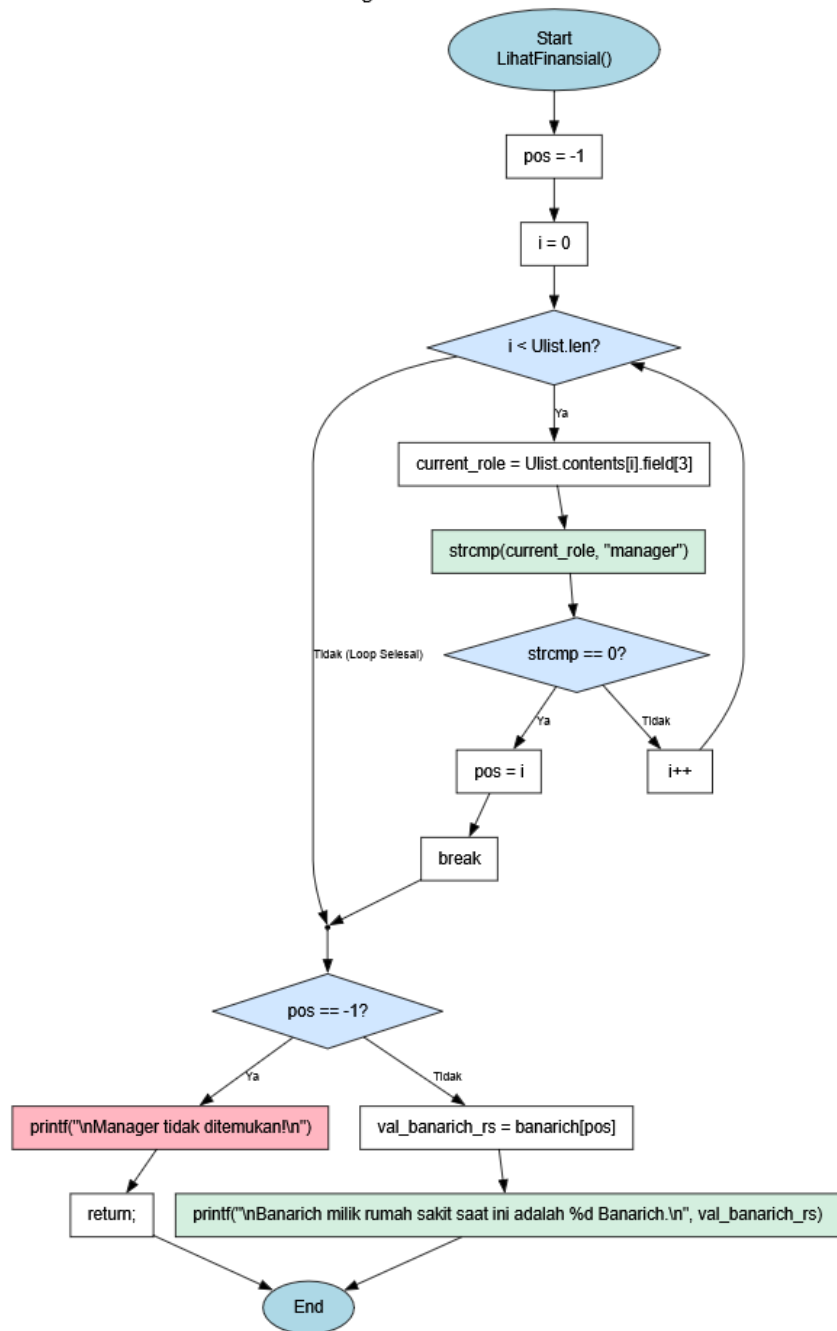 Start
LihatFinansial()
pos = -1
i = 0
i < Ulist.len?
Ya
current_role = Ulist.contents[i].field[3]
strcmp(current_role, "manager")
Tidak (Loop Selesai)
strcmp == 0?
Ya
Tidak
pos = i
i++
break
pos == -1?
Ya
Tidak
printf("\nManager tidak ditemukan!\n")
val_banarich_rs = banarich[pos]
return;
printf("\nBanarich milik rumah sakit saat ini adalah %d Banarich.\n", val_banarich_rs)
End